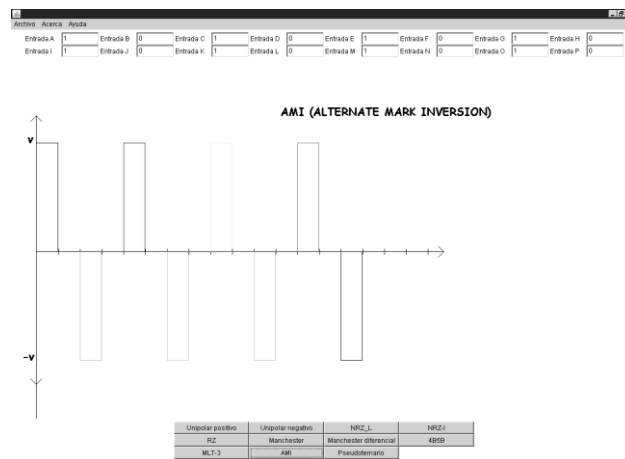 Archivo Acerca Ayuda
Entrada A 1 Entrada B 0 Entrada C 1 Entrada D 0 Entrada E 1 Entrada F 0 Entrada G 1 Entrada H 0
Entrada I 1 Entrada J 0 Entrada K 1 Entrada L 0 Entrada M 1 Entrada N 0 Entrada O 1 Entrada P 0
AMI (ALTERNATE MARK INVERSION)
v
-v
Unipolar positivo Unipolar negativo NRZ_L NRZ-I
RZ Manchester Manchester diferencial 4B5B
MLT-3 AMI Pseudoternario